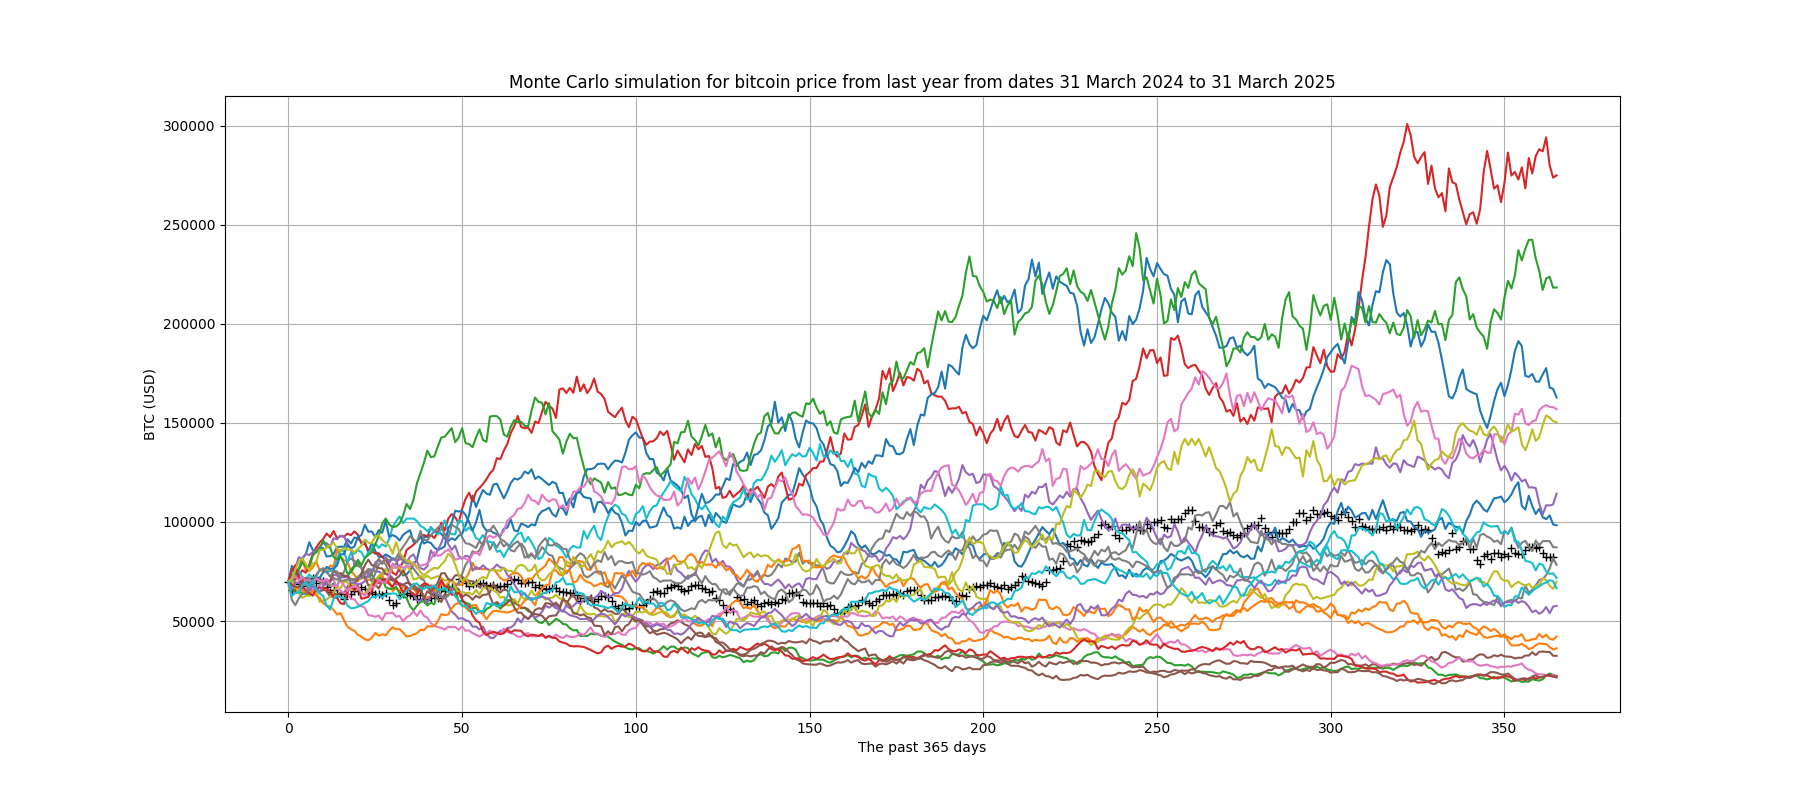 Monte Carlo simulation for bitcoin price from last year from dates 31 March 2024 to 31 March 2025
300000
250000
200000
150000
100000
50000
BTC (USD)
0 50 100 150 200 250 300 350
The past 365 days